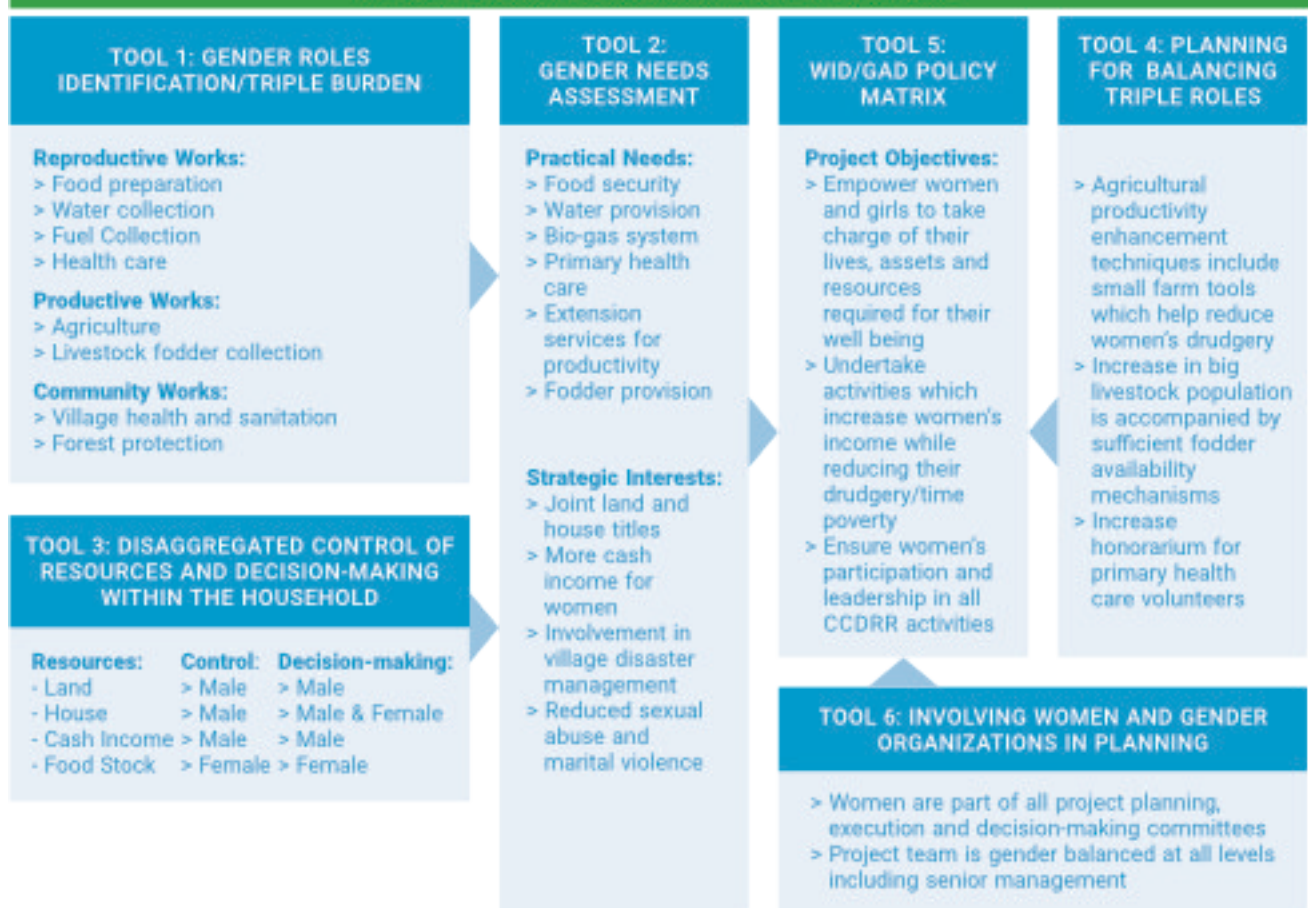 TOOL 1: GENDER ROLES
IDENTIFICATION/TRIPLE BURDEN
Reproductive Works:
> Food preparation
> Water collection
> Fuel Collection
> Health care
Productive Works:
> Agriculture
> Livestock fodder collection
Community Works:
> Village health and sanitation
> Forest protection
TOOL 3: DISAGGREGATED CONTROL OF
RESOURCES AND DECISION-MAKING
WITHIN THE HOUSEHOLD
Resources: Control: Decision-making:
- Land > Male > Male
- House > Male > Male & Female
- Cash Income > Male > Male
- Food Stock > Female > Female
TOOL 2:
GENDER NEEDS
ASSESSMENT
Practical Needs:
> Food security
> Water provision
> Bio-gas system
> Primary health
care
> Extension
services for
productivity
> Fodder provision
Strategic Interests:
> Joint land and
house titles
> More cash
income for
women
> Involvement in
village disaster
management
> Reduced sexual
abuse and
marital violence
TOOL 5:
WID/GAD POLICY
MATRIX
Project Objectives:
> Empower women
and girls to take
charge of their
lives, assets and
resources
required for their
well being
> Undertake
activities which
increase women's
income while
reducing their
drudgery/time
poverty
> Ensure women's
participation and
leadership in all
CCDRR activities
TOOL 4: PLANNING
FOR BALANCING
TRIPLE ROLES
> Agricultural
productivity
enhancement
techniques include
small farm tools
which help reduce
women's drudgery
> Increase in big
livestock population
is accompanied by
sufficient fodder
availability
mechanisms
> Increase
honorarium for
primary health
care volunteers
TOOL 6: INVOLVING WOMEN AND GENDER
ORGANIZATIONS IN PLANNING
> Women are part of all project planning,
execution and decision-making committees
> Project team is gender balanced at all levels
including senior management